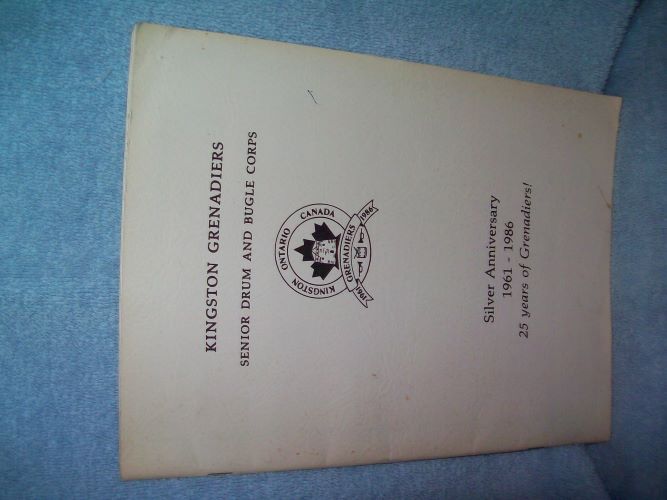 KINGSTON GRENADIERS
SENIOR DRUM AND BUGLE CORPS
KINGSTON ONTARIO CANADA
GRENADIERS
1961 1986
Silver Anniversary
1961 - 1986
25 years of Grenadiers!